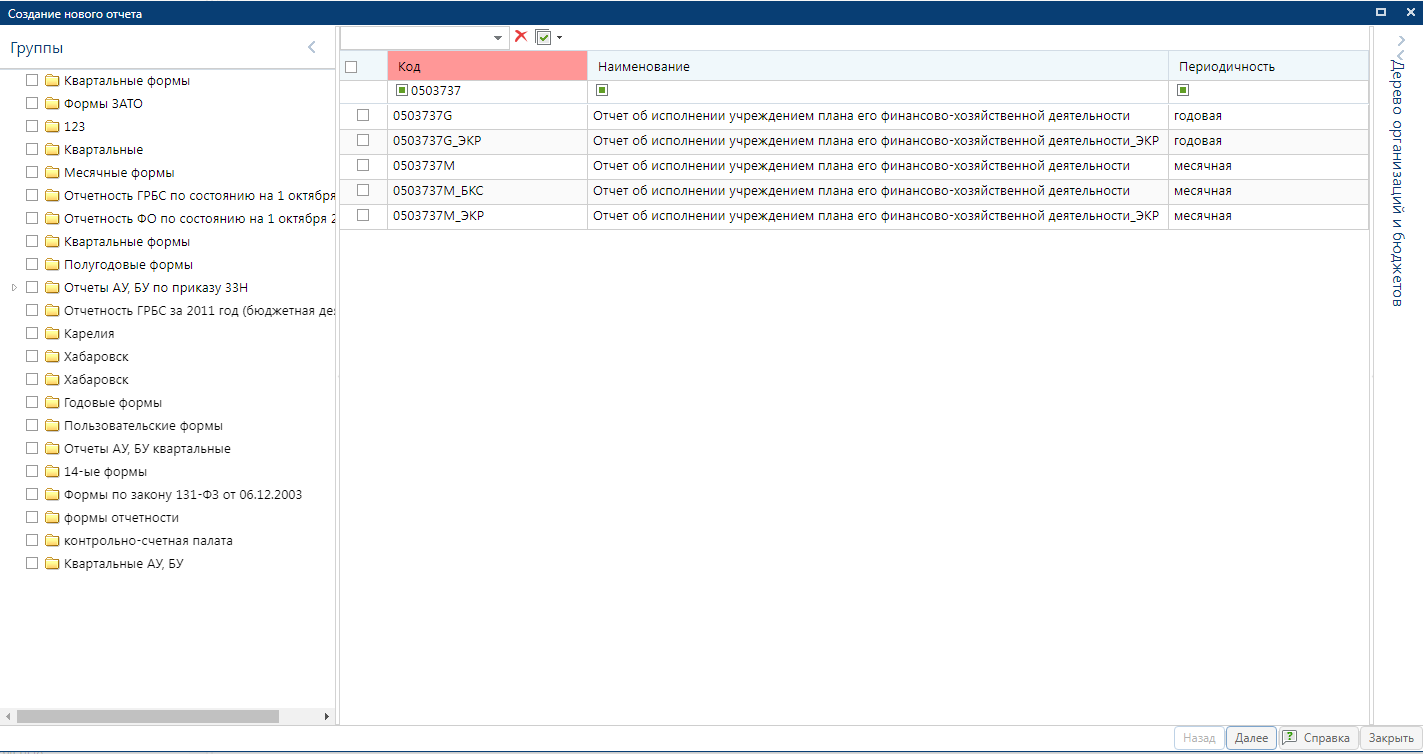 Создание нового отчета
Группы
Квартальные формы
Формы ЗАТО
123
Квартальные
Месячные формы
Отчетность ГРБС по состоянию на 1 октября
Отчетность ФО по состоянию на 1 октября 2
Квартальные формы
Полугодовые формы
Отчеты АУ, БУ по приказу 33Н
Отчетность ГРБС за 2011 год (бюджетная де
Карелия
Хабаровск
Хабаровск
Годовые формы
Пользовательские формы
Отчеты АУ, БУ квартальные
14-ые формы
Формы по закону 131-ФЗ от 06.12.2003
формы отчетности
контрольно-счетная палата
Квартальные АУ, БУ
Код Наименование Периодичность
0503737
0503737G Отчет об исполнении учреждением плана его финансово-хозяйственной деятельности годовая
0503737G_ЭКР Отчет об исполнении учреждением плана его финансово-хозяйственной деятельности_ЭКР годовая
0503737M Отчет об исполнении учреждением плана его финансово-хозяйственной деятельности месячная
0503737M_БКС Отчет об исполнении учреждением плана его финансово-хозяйственной деятельности месячная
0503737M_ЭКР Отчет об исполнении учреждением плана его финансово-хозяйственной деятельности_ЭКР месячная
Дерево организаций и бюджетов
Назад Далее Справка Закрыть